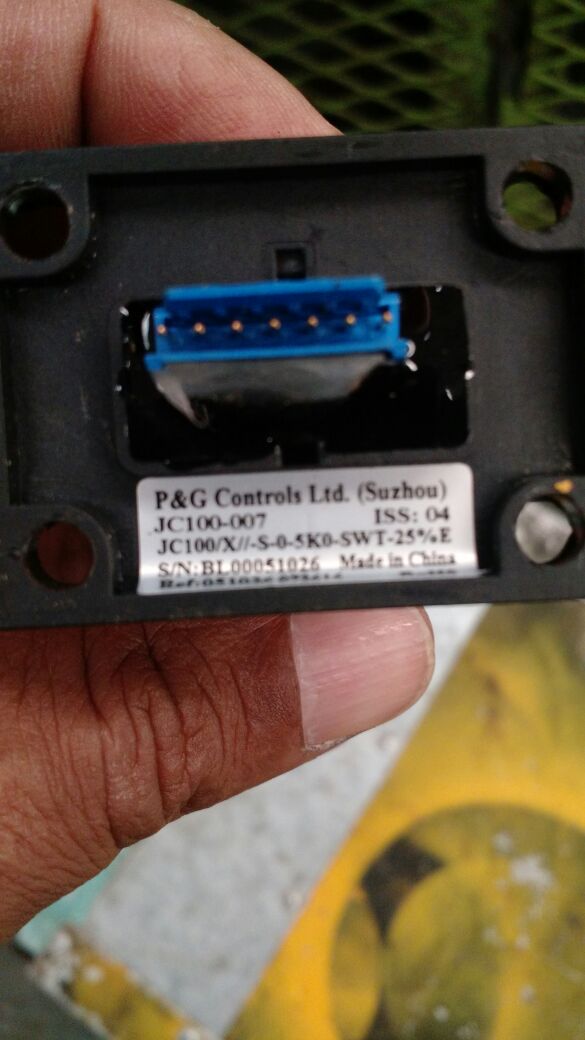 P&G Controls Ltd. (Suzhou)
JC100-007 ISS: 04
JC100/X//-S-0-5K0-SWT-25%E
S/N:BL00051026 Made in China